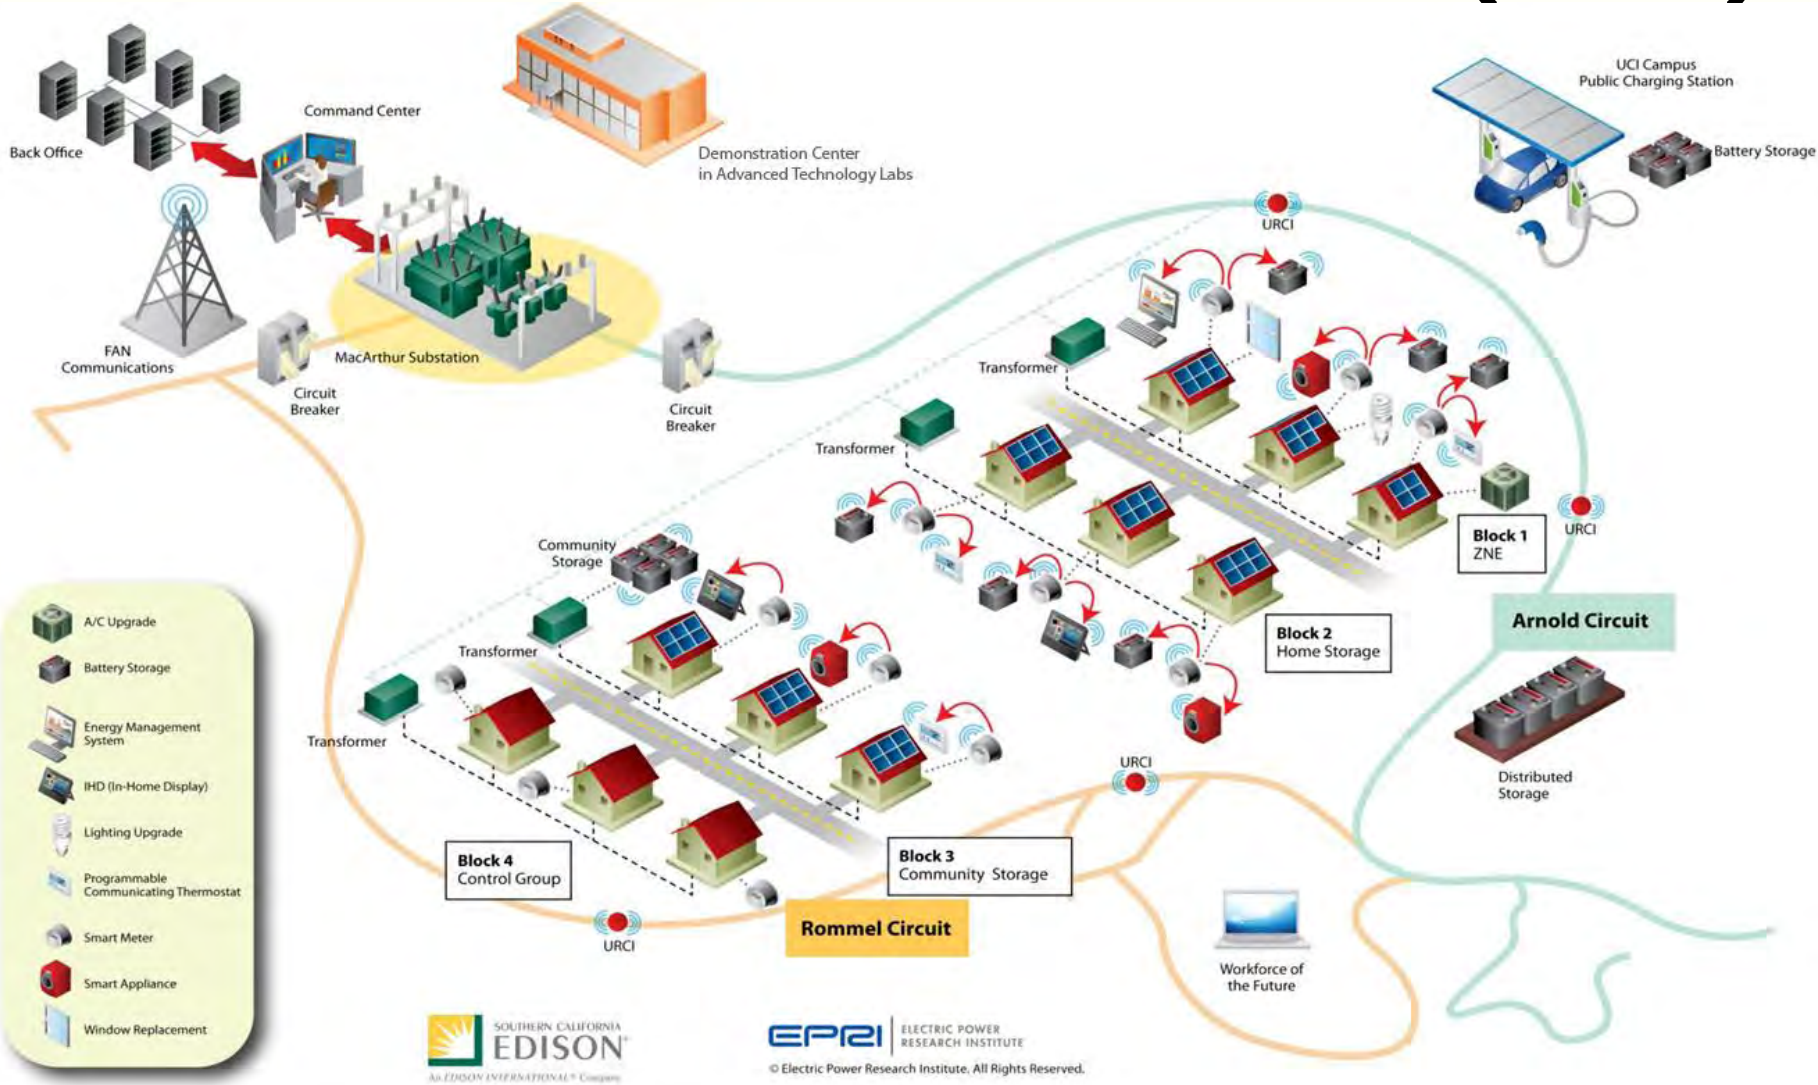 UCI Campus
Public Charging Station
Battery Storage
Command Center
Back Office
Demonstration Center
in Advanced Technology Labs
URCI
FAN
Communications
MacArthur Substation
Circuit
Breaker
Circuit
Breaker
Transformer
Transformer
URCI
Block 1
ZNE
Community
Storage
Arnold Circuit
Block 2
Home Storage
Transformer
Transformer
URCI
Distributed
Storage
A/C Upgrade
Battery Storage
Energy Management
System
IHD (In-Home Display)
Lighting Upgrade
Programmable
Communicating Thermostat
Smart Meter
Smart Appliance
Window Replacement
Block 4
Control Group
Block 3
Community Storage
Rommel Circuit
URCI
Workforce of
the Future
SOUTHERN CALIFORNIA
EDISON®
An EDISON INTERNATIONAL® Company
EPRI
ELECTRIC POWER
RESEARCH INSTITUTE
© Electric Power Research Institute. All Rights Reserved.